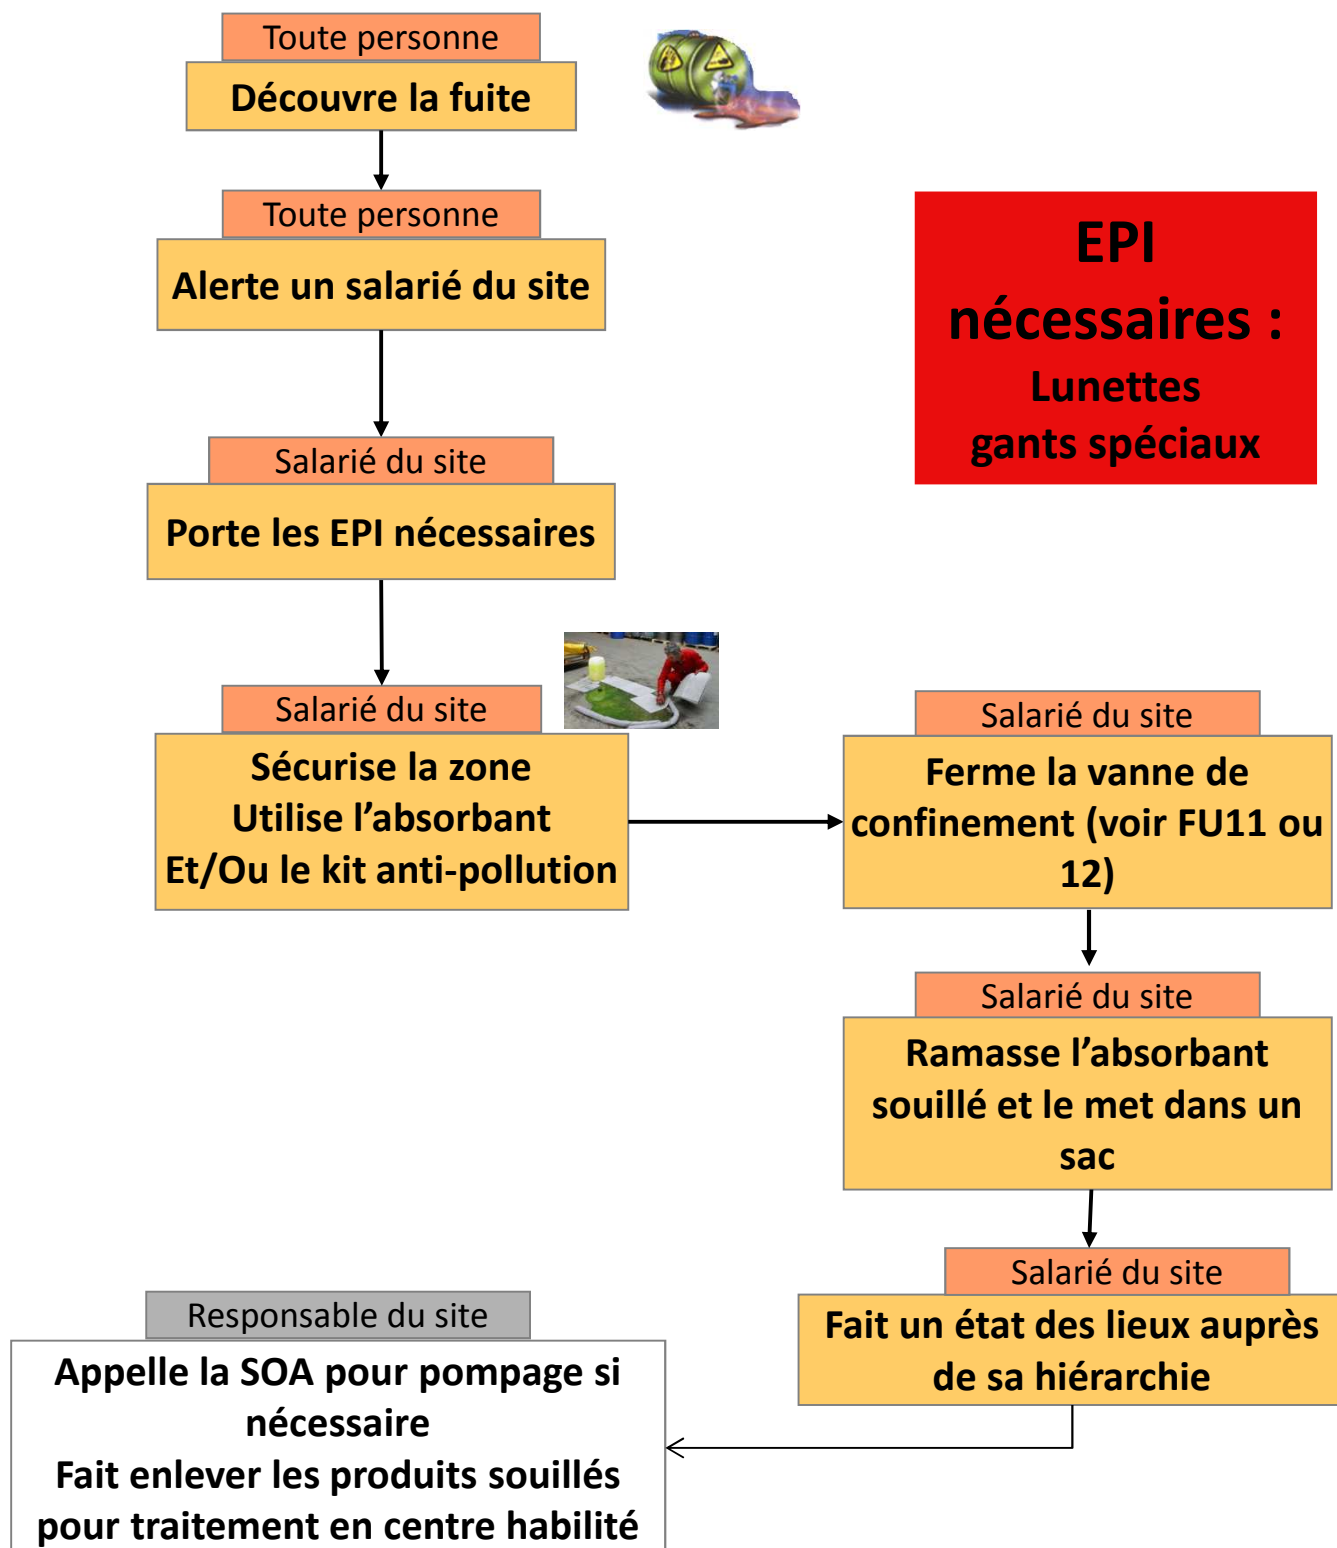 Toute personne
Découvre la fuite
Toute personne
Alerte un salarié du site
EPI
nécessaires :
Lunettes
gants spéciaux
Salarié du site
Porte les EPI nécessaires
Salarié du site
Sécurise la zone
Utilise l’absorbant
Et/Ou le kit anti-pollution
Salarié du site
Ferme la vanne de
confinement (voir FU11 ou
12)
Salarié du site
Ramasse l’absorbant
souillé et le met dans un
sac
Salarié du site
Fait un état des lieux auprès
de sa hiérarchie
Responsable du site
Appelle la SOA pour pompage si
nécessaire
Fait enlever les produits souillés
pour traitement en centre habilité